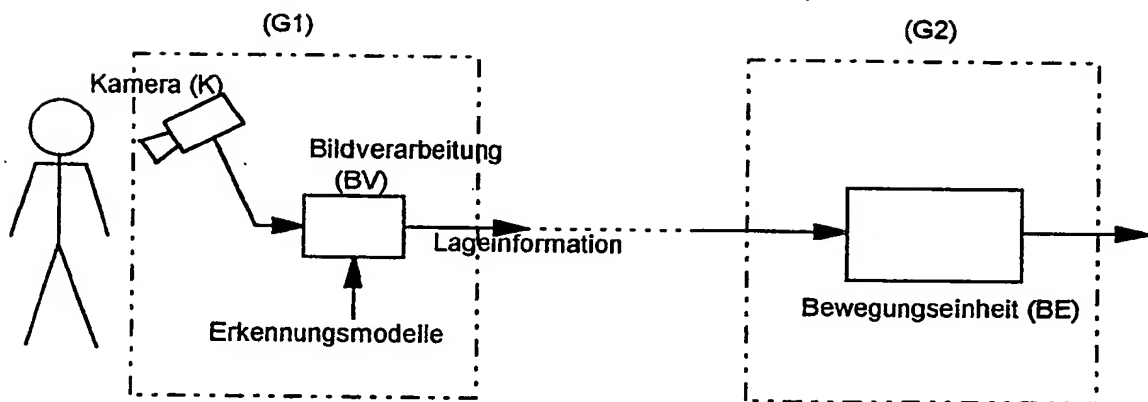 (G1)
(G2)
Kamera (K)
Bildverarbeitung
(BV)
Lageinformation
Erkennungsmodelle
Bewegungseinheit (BE)